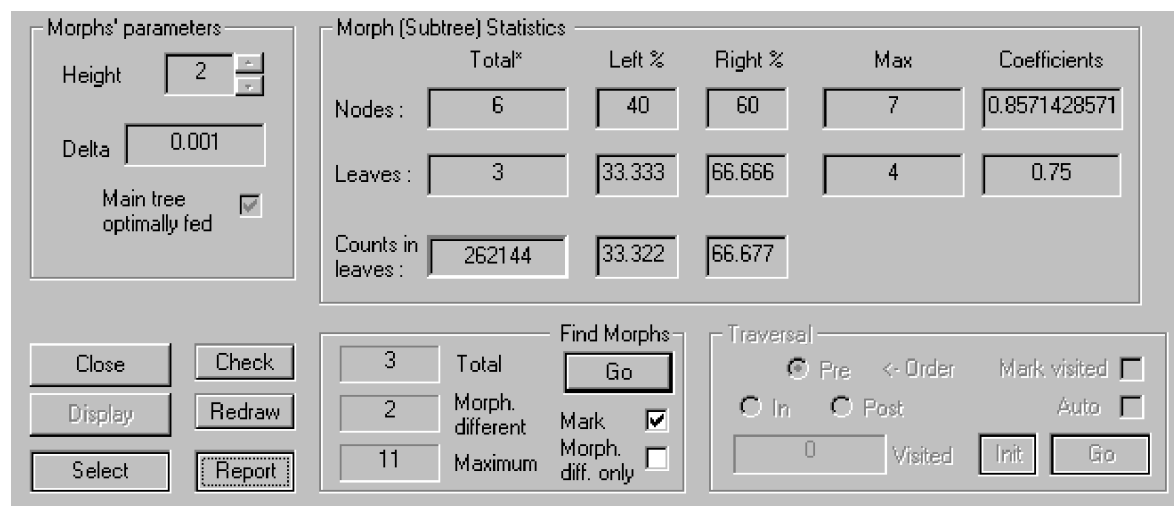 Morphs' parameters
Height 2
Delta 0.001
Main tree
optimally fed
Morph (Subtree) Statistics
Total* Left % Right % Max Coefficients
Nodes : 6 40 60 7 0.8571428571
Leaves : 3 33.333 66.666 4 0.75
Counts in
leaves : 262144 33.322 66.677
Close Check
Display Redraw
Select Report
Find Morphs
3 Total Go
2 Morph.
different
Mark
11 Maximum
Morph.
diff. only
Traversal
Pre <- Order Mark visited
In Post Auto
0 Visited Init Go